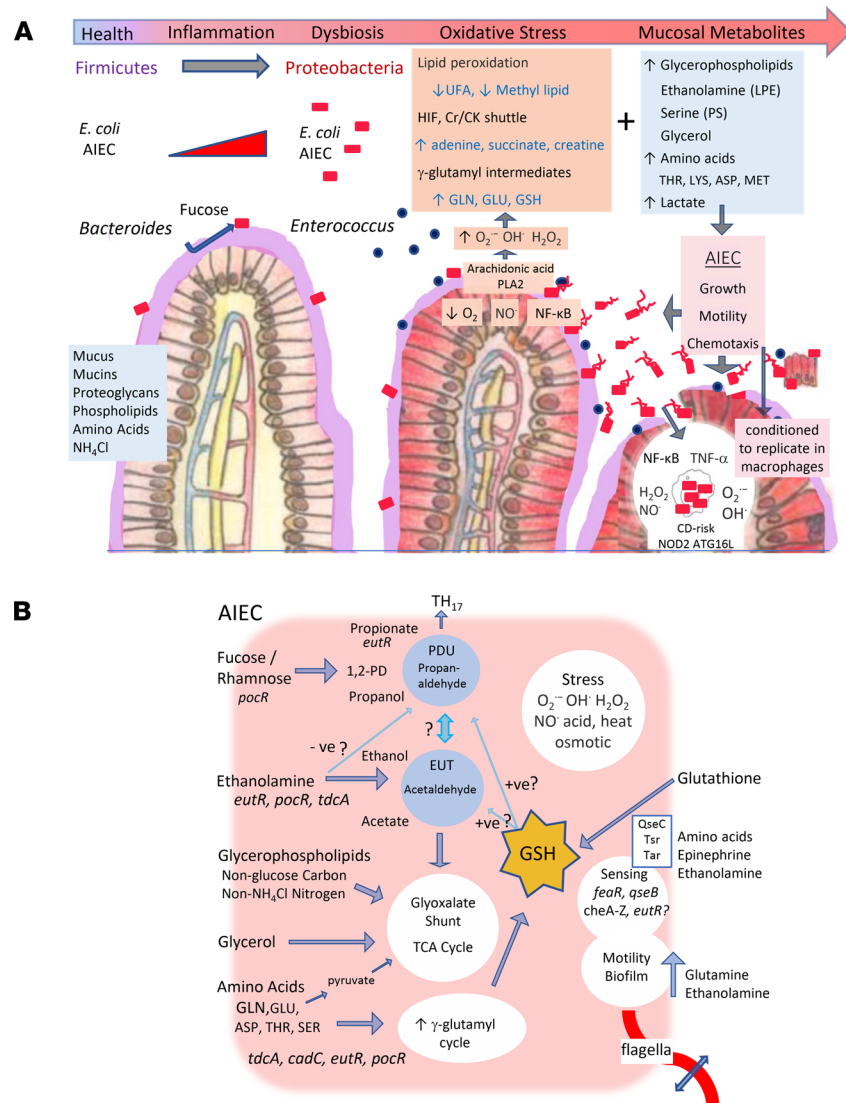 A
Health Inflammation Dysbiosis Oxidative Stress Mucosal Metabolites
Firmicutes
Proteobacteria
E. coli
AIEC
E. coli
AIEC
Bacteroides
Fucose
Enterococcus
Lipid peroxidation
↓UFA, ↓ Methyl lipid
HIF, Cr/CK shuttle
↑ adenine, succinate, creatine
γ-glutamyl intermediates
↑ GLN, GLU, GSH
+
↑ Glycerophospholipids
Ethanolamine (LPE)
Serine (PS)
Glycerol
↑ Amino acids
THR, LYS, ASP, MET
↑ Lactate
↑ O₂˙⁻ OH˙ H₂O₂
Arachidonic acid
PLA2
↓ O₂ NO˙ NF-κB
AIEC
Growth
Motility
Chemotaxis
Mucus
Mucins
Proteoglycans
Phospholipids
Amino Acids
NH₄Cl
conditioned
to replicate in
macrophages
NF-κB TNF-α
H₂O₂
NO˙
O₂˙⁻
OH˙
CD-risk
NOD2 ATG16L
B
AIEC
TH₁₇
Propionate
eutR
PDU
Propan-
aldehyde
Fucose /
Rhamnose
pocR
1,2-PD
Propanol
Stress
O₂˙⁻ OH˙ H₂O₂
NO˙ acid, heat
osmotic
?
- ve ?
Ethanol
EUT
Acetaldehyde
Ethanolamine
eutR, pocR, tdcA
Acetate
+ve?
+ve ?
Glutathione
GSH
QseC
Tsr
Tar
Amino acids
Epinephrine
Ethanolamine
Glycerophospholipids
Non-glucose Carbon
Non-NH₄Cl Nitrogen
Glyoxalate
Shunt
TCA Cycle
Sensing
feaR, qseB
cheA-Z, eutR?
Glycerol
Motility
Biofilm
Glutamine
Ethanolamine
pyruvate
Amino Acids
GLN,GLU,
ASP, THR, SER
↑ γ-glutamyl
cycle
tdcA, cadC, eutR, pocR
flagella